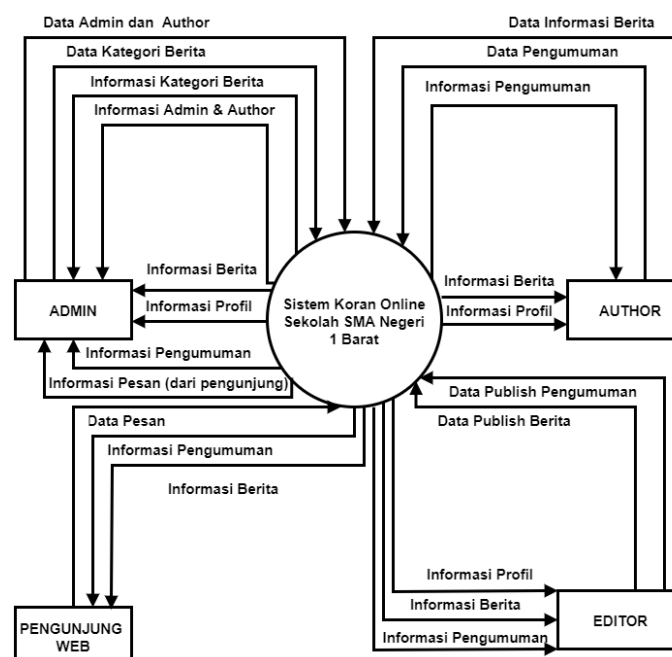 Data Admin dan Author
Data Informasi Berita
Data Kategori Berita
Data Pengumuman
Informasi Kategori Berita
Informasi Pengumuman
Informasi Admin & Author
Informasi Berita
Informasi Berita
ADMIN
Sistem Koran Online
Sekolah SMA Negeri
1 Barat
AUTHOR
Informasi Profil
Informasi Profil
Informasi Pengumuman
Informasi Pesan (dari pengunjung)
Data Publish Pengumuman
Data Pesan
Data Publish Berita
Informasi Pengumuman
Informasi Berita
Informasi Profil
Informasi Berita
EDITOR
PENGUNJUNG
WEB
Informasi Pengumuman